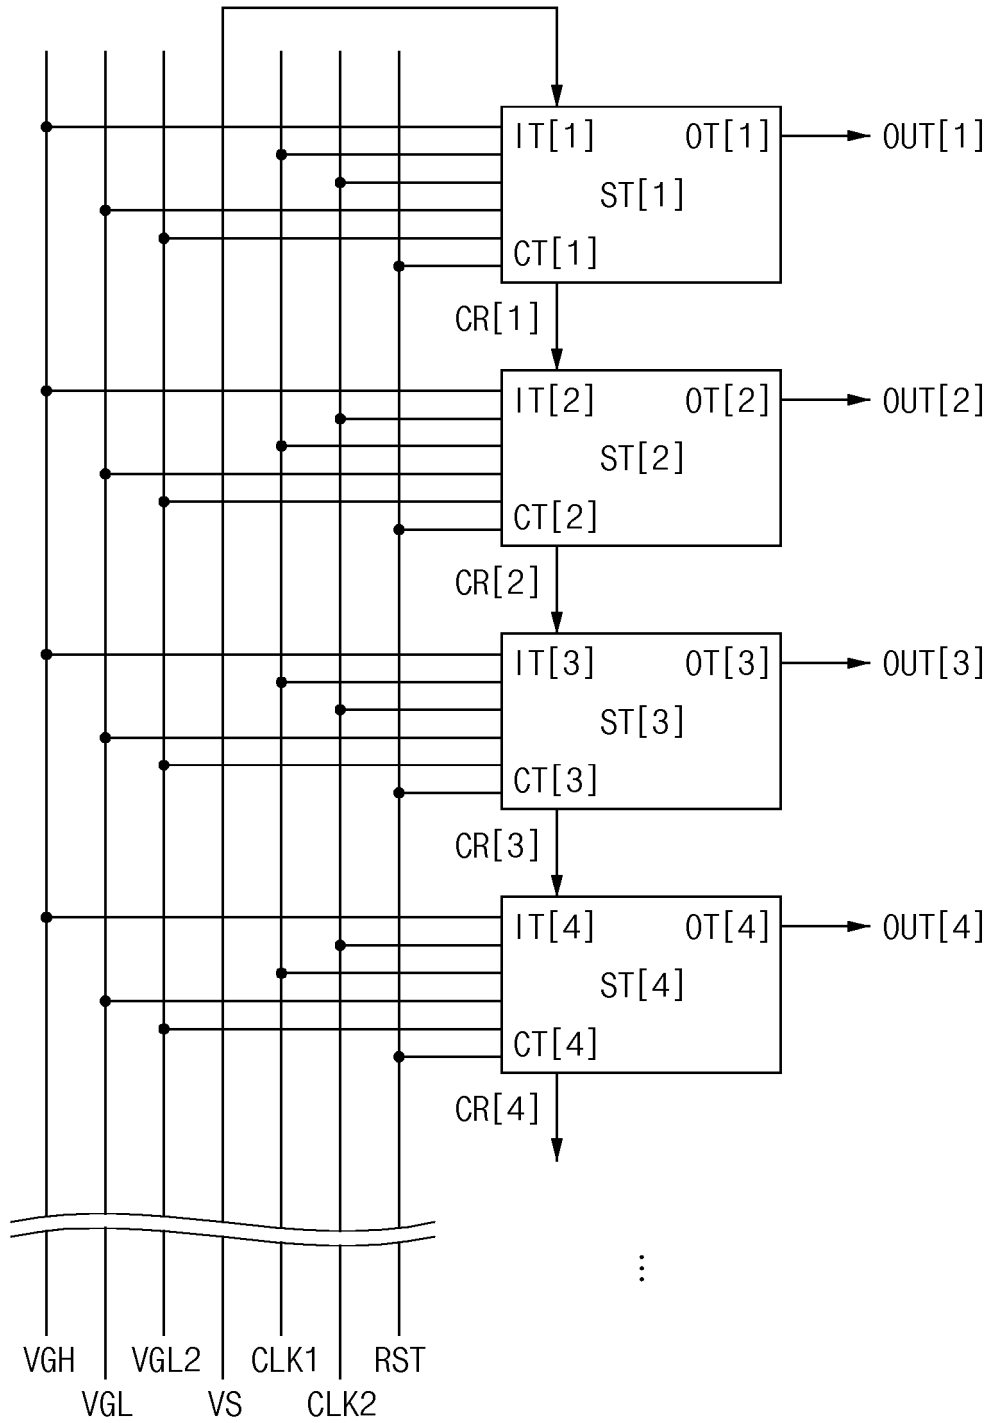 IT[1] OT[1] OUT[1]
ST[1]
CT[1]
CR[1]
IT[2] OT[2] OUT[2]
ST[2]
CT[2]
CR[2]
IT[3] OT[3] OUT[3]
ST[3]
CT[3]
CR[3]
IT[4] OT[4] OUT[4]
ST[4]
CT[4]
CR[4]
VGH VGL2 CLK1 RST
VGL VS CLK2